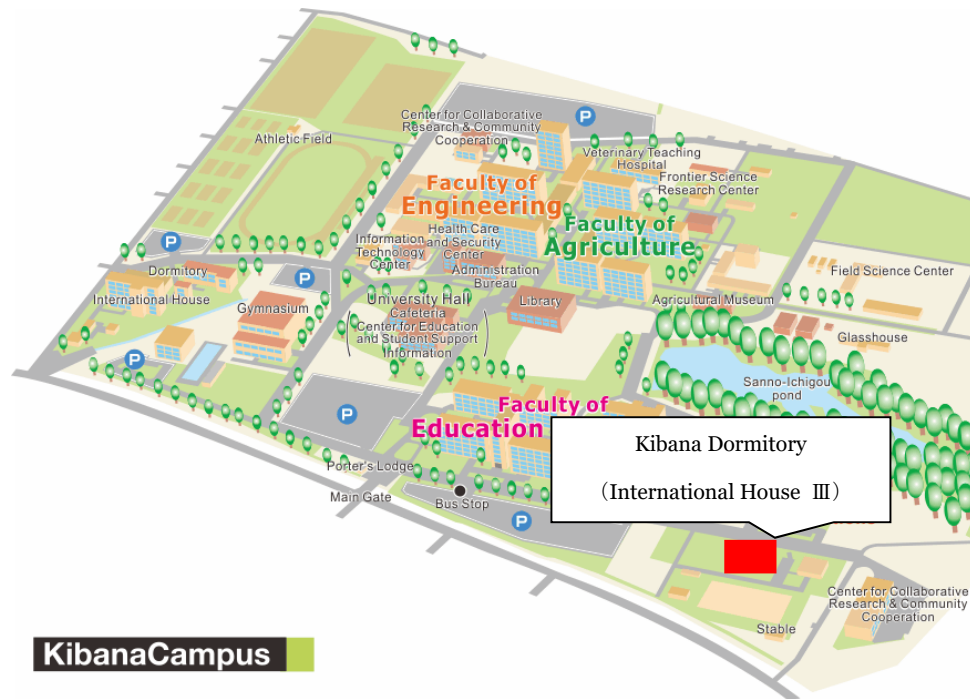 P
Center for Collaborative
Research & Community
Cooperation
Athletic Field
Veterinary Teaching
Hospital
Frontier Science
Research Center
Faculty of
Engineering
Faculty of
Agriculture
Information
Technology
Center
Health Care
and Security
Center
Administration
Bureau
P
Dormitory
International House
P
Gymnasium
University Hall
Cafeteria
Center for Education
and Student Support
Information
Library
Agricultural Museum
Field Science Center
Glasshouse
P
Sanno-Ichigou
pond
P
Faculty of
Education
Kibana Dormitory
(International House Ⅲ)
Porter's Lodge
Main Gate
Bus Stop
P
Center for Collaborative
Research & Community
Cooperation
Stable
KibanaCampus